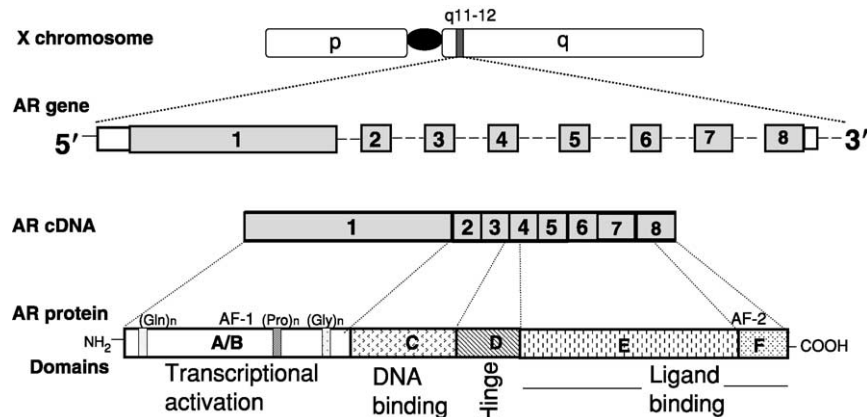 q11-12
X chromosome
p
q
AR gene
5′ 1 2 3 4 5 6 7 8 3′
AR cDNA
1 2 3 4 5 6 7 8
AR protein
(Gln)n AF-1 (Pro)n (Gly)n AF-2
NH2 A/B C D E F COOH
Domains
Transcriptional activation
DNA binding
Hinge
Ligand binding